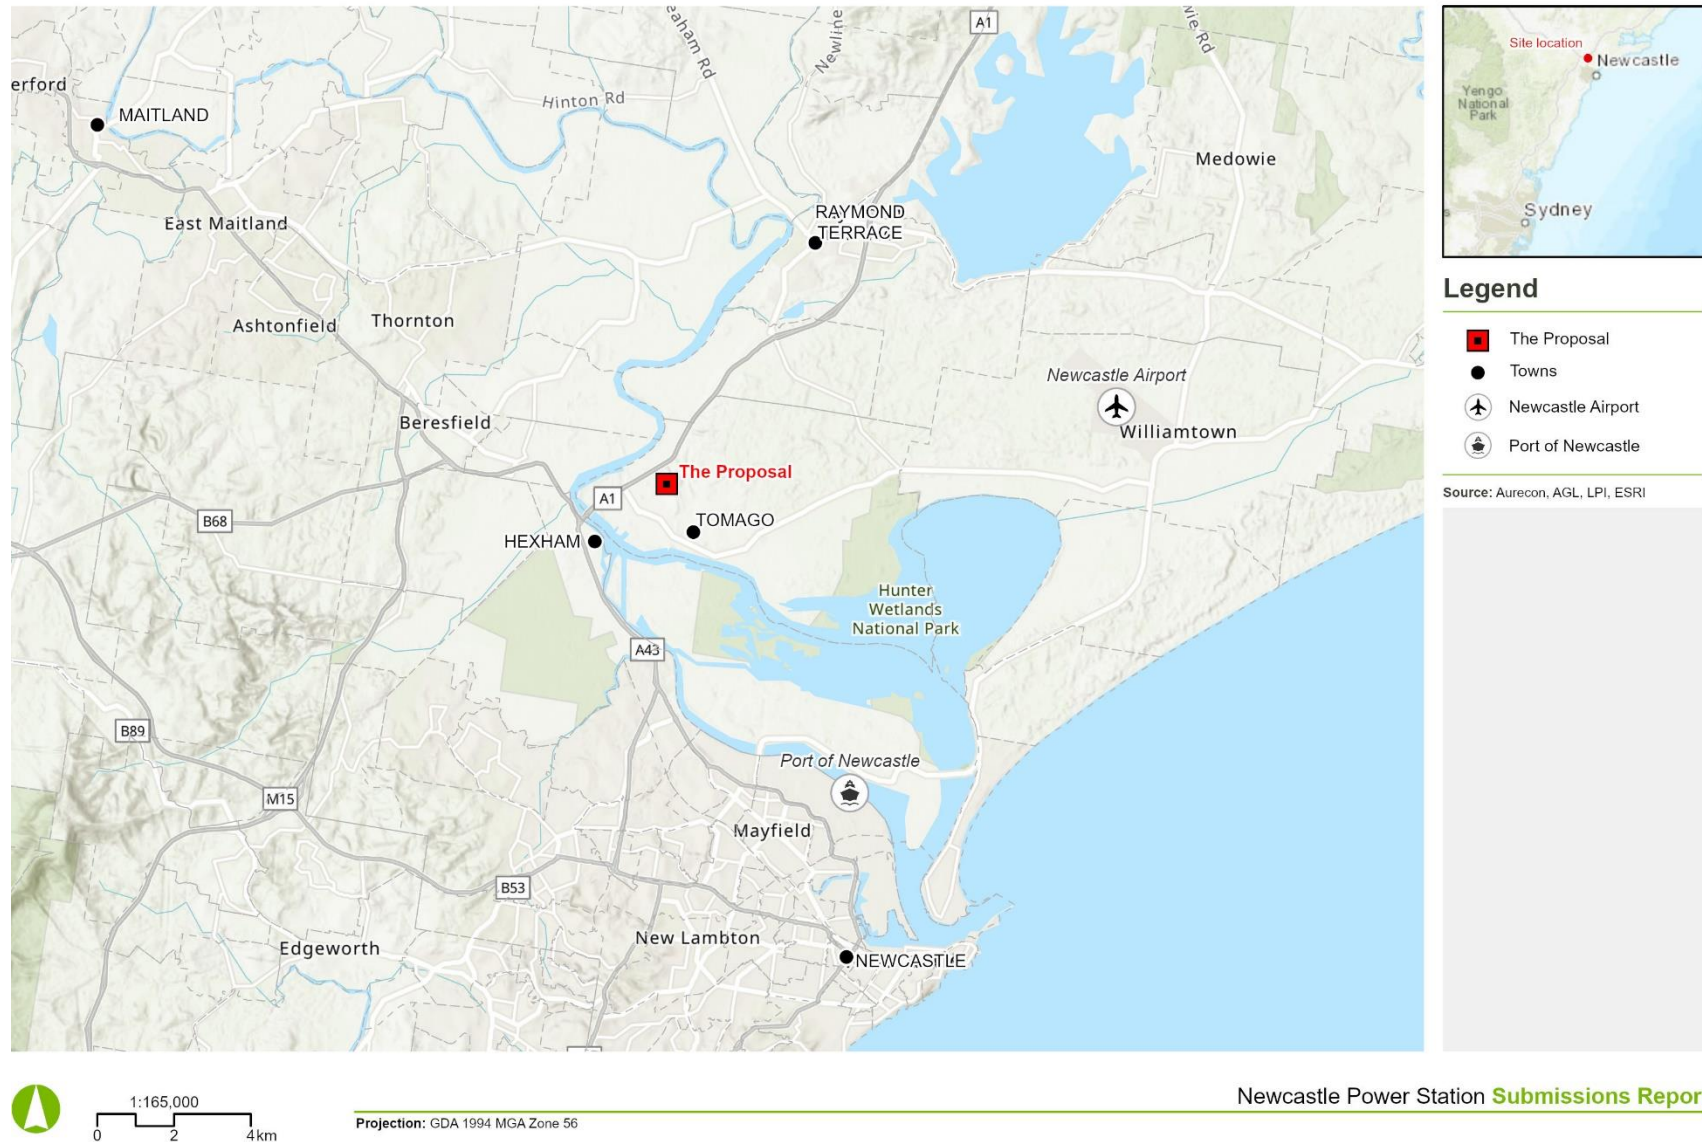 A1
eaham Rd
Newline
wie Rd
erford
MAITLAND
Hinton Rd
Medowie
East Maitland
RAYMOND
TERRACE
Ashtonfield
Thornton
Newcastle Airport
Beresfield
Williamtown
The Proposal
A1
B68
TOMAGO
HEXHAM
Hunter
Wetlands
National Park
A43
B89
Port of Newcastle
M15
Mayfield
B53
New Lambton
Edgeworth
NEWCASTLE
Site location
Newcastle
Yengo
National
Park
Sydney
Legend
The Proposal
Towns
Newcastle Airport
Port of Newcastle
Source: Aurecon, AGL, LPI, ESRI
1:165,000
0 2 4km
Projection: GDA 1994 MGA Zone 56
Newcastle Power Station Submissions Repor